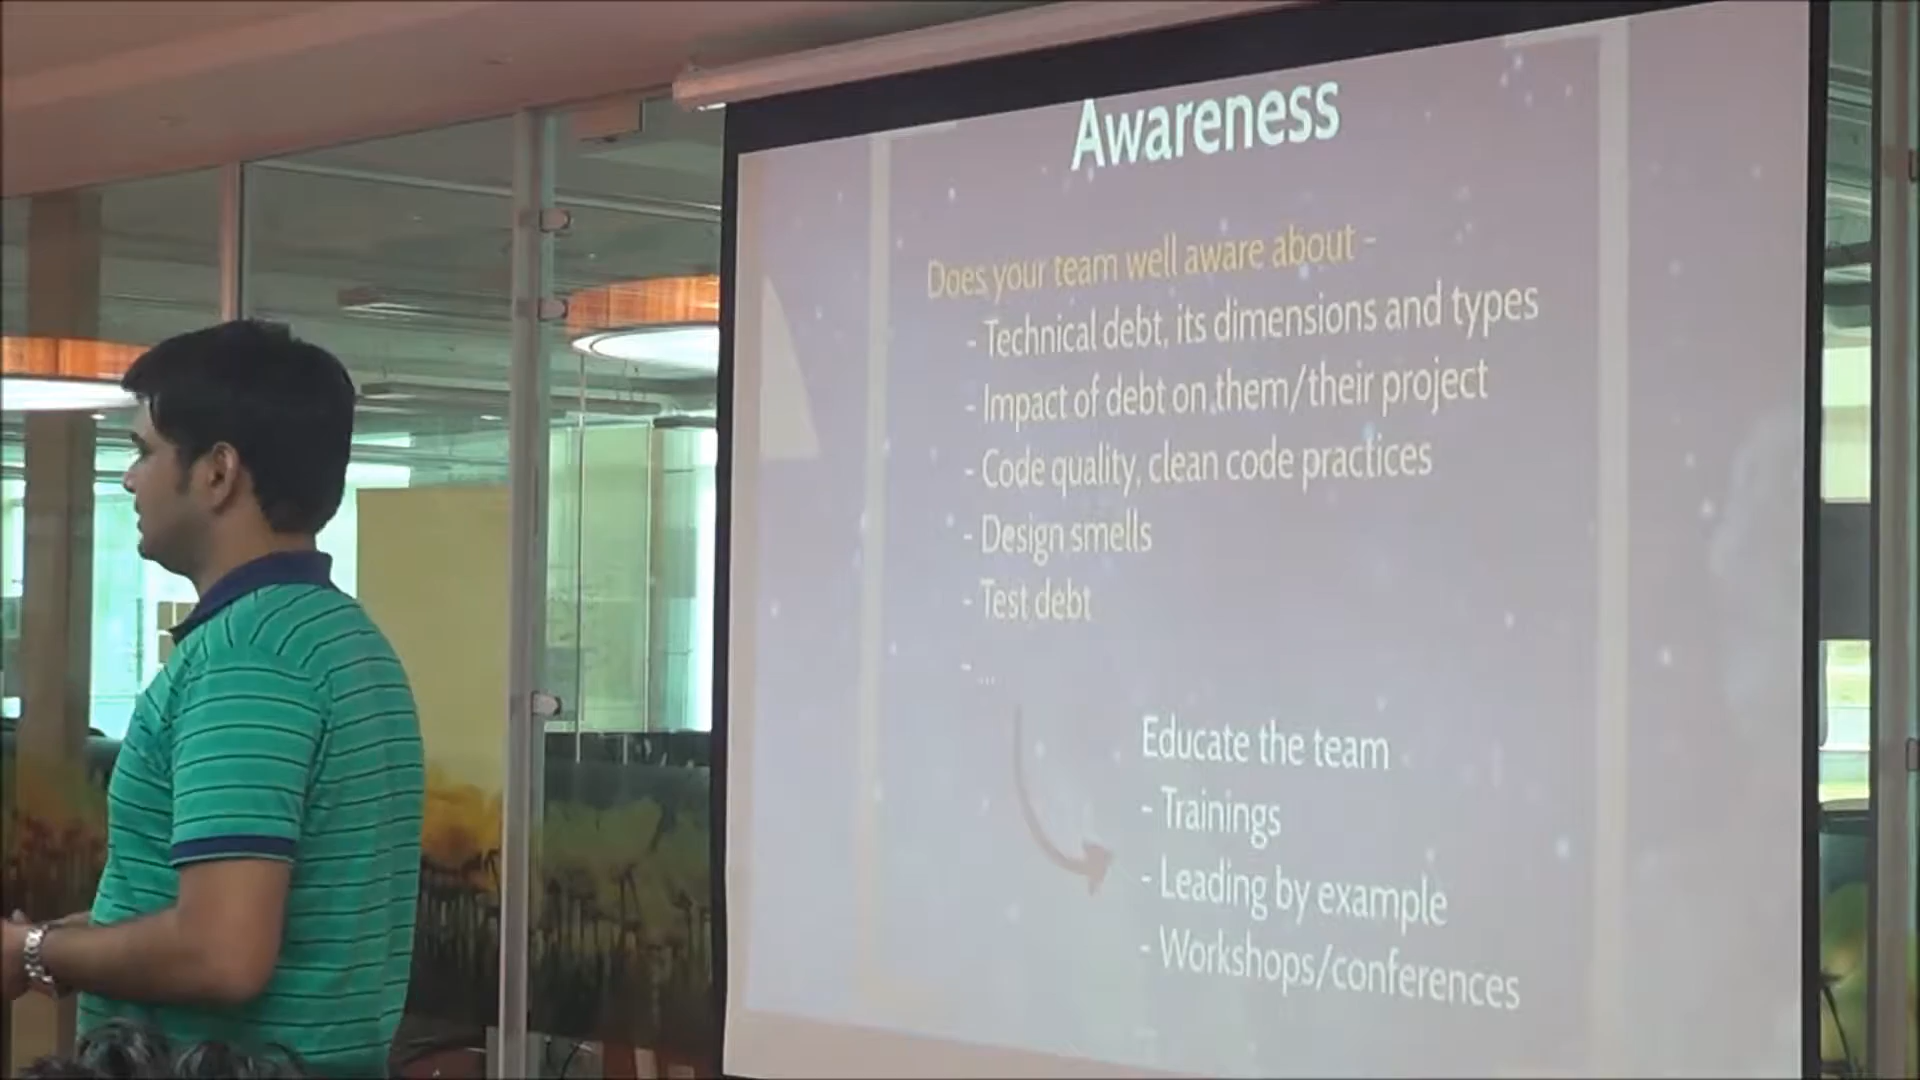 Awareness
Does your team well aware about -
- Technical debt, its dimensions and types
- Impact of debt on them/their project
- Code quality, clean code practices
- Design smells
- Test debt
- ...
Educate the team
- Trainings
- Leading by example
- Workshops/conferences